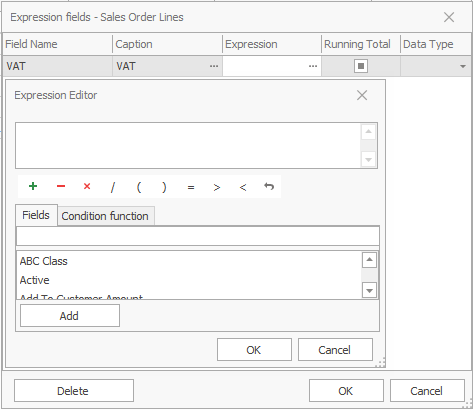 Expression fields - Sales Order Lines
Field Name Caption Expression Running Total Data Type
VAT VAT ... ...
Expression Editor
+ − × / ( ) = > <
Fields Condition function
ABC Class
Active
Add To Customer Amount
Add
OK Cancel
Delete OK Cancel